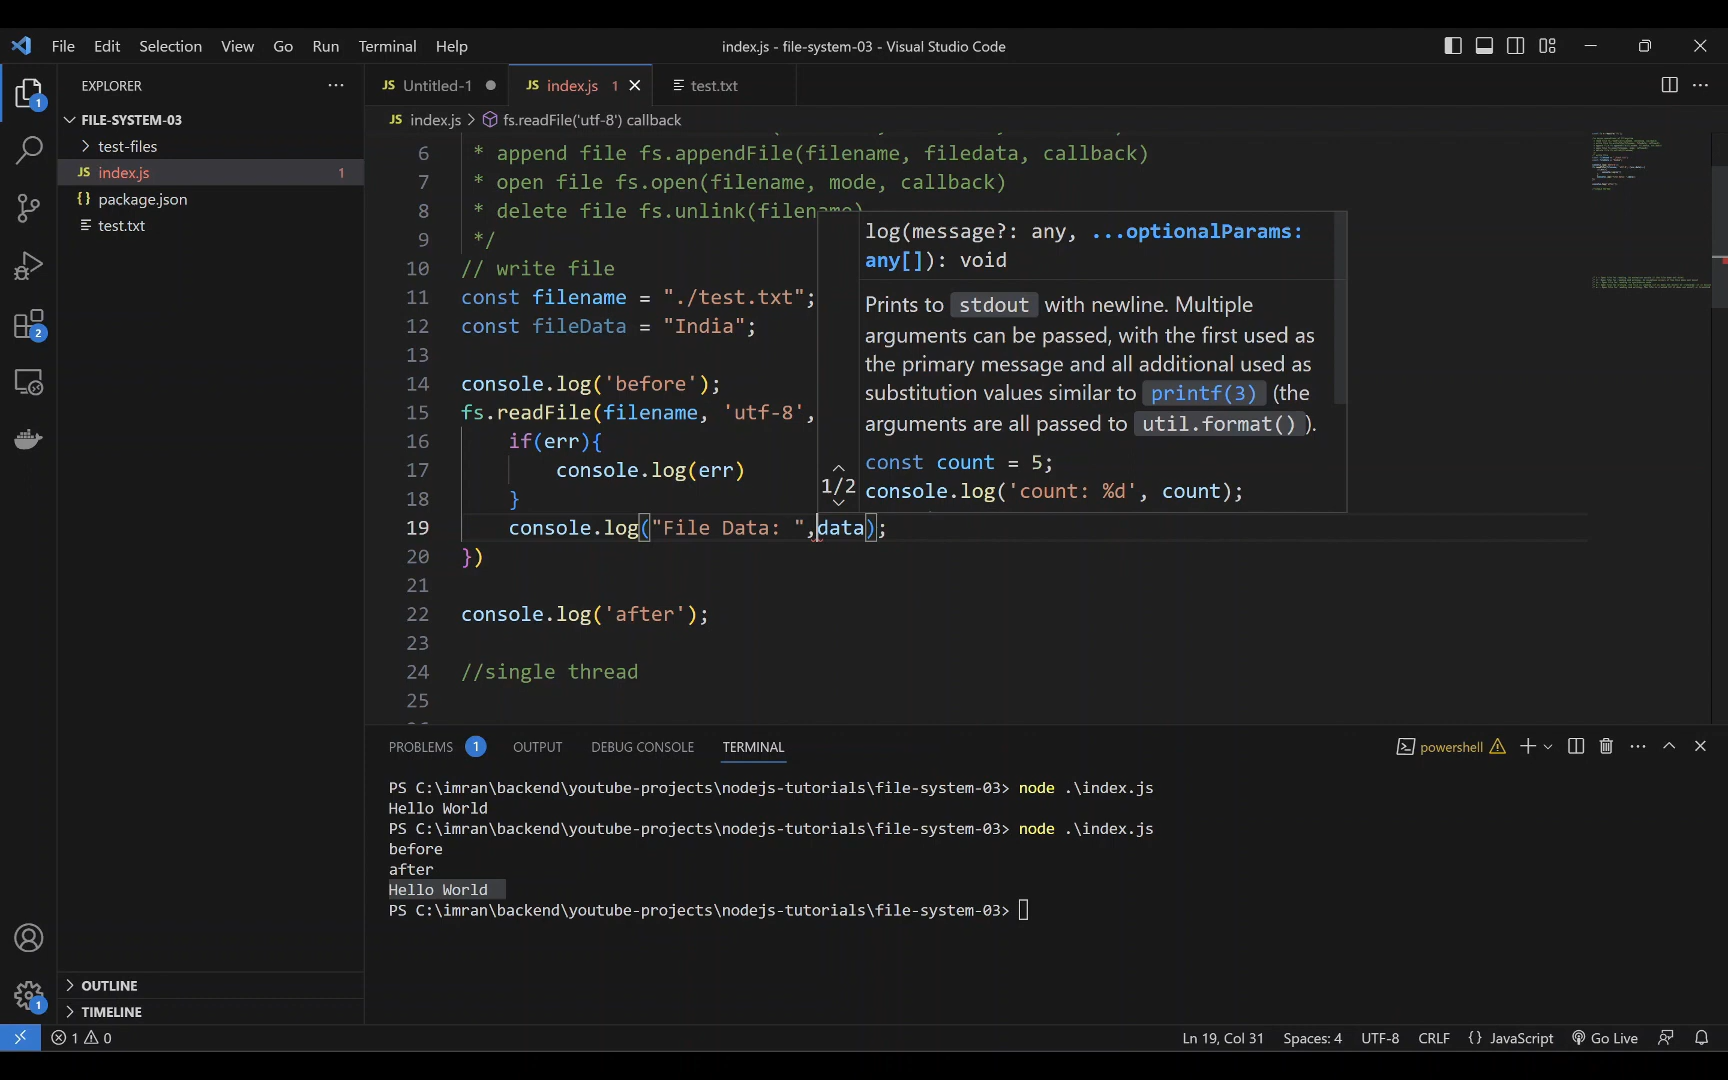 File Edit Selection View Go Run Terminal Help
index.js - file-system-03 - Visual Studio Code
EXPLORER
1
FILE-SYSTEM-03
test-files
JS index.js 1
{} package.json
test.txt
2
JS Untitled-1
JS index.js 1
test.txt
JS index.js > fs.readFile('utf-8') callback
6 * append file fs.appendFile(filename, filedata, callback)
7 * open file fs.open(filename, mode, callback)
8 * delete file fs.unlink(filename)
9 */
10 // write file
11 const filename = "./test.txt";
12 const fileData = "India";
13
14 console.log('before');
15 fs.readFile(filename, 'utf-8',
16 if(err){
17 console.log(err)
18 }
19 console.log("File Data: ",data);
20 })
21
22 console.log('after');
23
24 //single thread
25
log(message?: any, ...optionalParams:
any[]): void
Prints to stdout with newline. Multiple
arguments can be passed, with the first used as
the primary message and all additional used as
substitution values similar to printf(3) (the
arguments are all passed to util.format() ).
const count = 5;
1/2
console.log('count: %d', count);
PROBLEMS 1 OUTPUT DEBUG CONSOLE TERMINAL
powershell
PS C:\imran\backend\youtube-projects\nodejs-tutorials\file-system-03> node .\index.js
Hello World
PS C:\imran\backend\youtube-projects\nodejs-tutorials\file-system-03> node .\index.js
before
after
Hello World
PS C:\imran\backend\youtube-projects\nodejs-tutorials\file-system-03>
OUTLINE
1
TIMELINE
1 0
Ln 19, Col 31 Spaces: 4 UTF-8 CRLF {} JavaScript Go Live